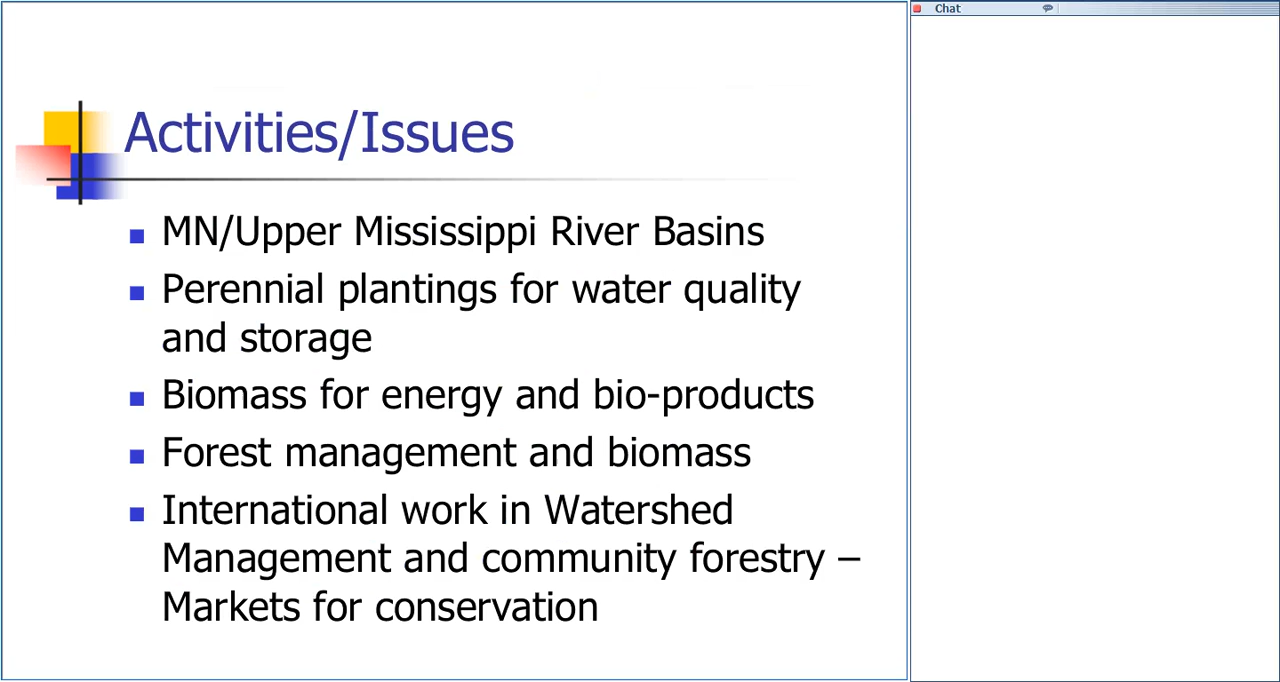 Chat
Activities/Issues
MN/Upper Mississippi River Basins
Perennial plantings for water quality
and storage
Biomass for energy and bio-products
Forest management and biomass
International work in Watershed
Management and community forestry –
Markets for conservation